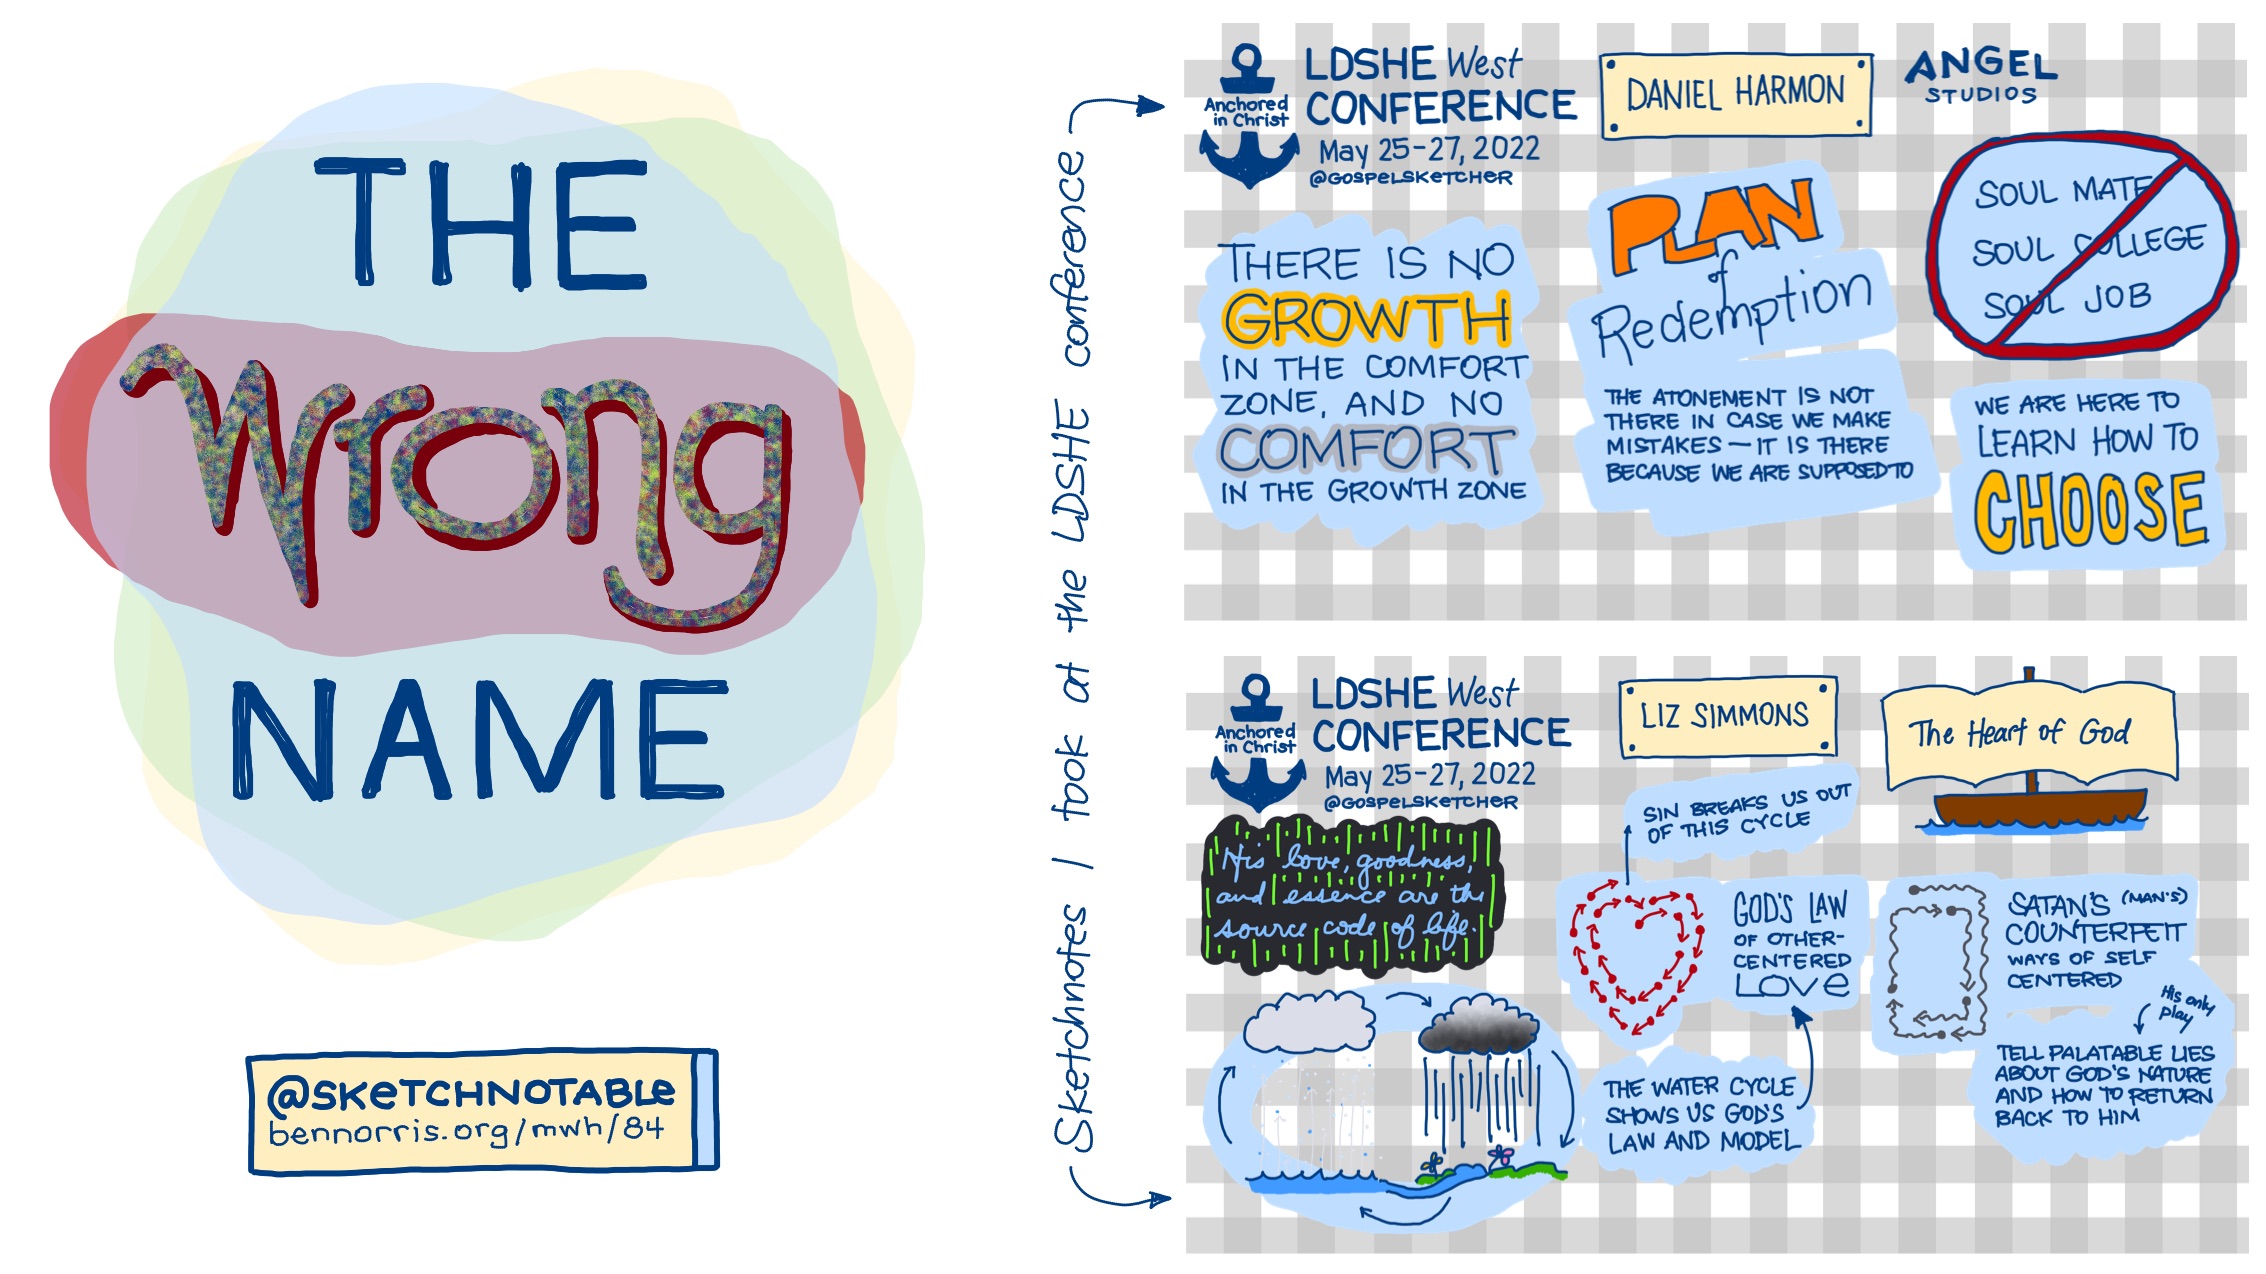 THE
Wrong
NAME
@SKETCHNOTABLE
bennorris.org/mwh/84
Sketchnotes I took at the LDSHE conference
Anchored
in Christ
LDSHE West
CONFERENCE
May 25-27, 2022
@GOSPELSKETCHER
DANIEL HARMON
ANGEL
STUDIOS
THERE IS NO
GROWTH
IN THE COMFORT
ZONE, AND NO
COMFORT
IN THE GROWTH ZONE
PLAN
of
Redemption
THE ATONEMENT IS NOT
THERE IN CASE WE MAKE
MISTAKES — IT IS THERE
BECAUSE WE ARE SUPPOSED TO
SOUL MATE
SOUL COLLEGE
SOUL JOB
WE ARE HERE TO
LEARN HOW TO
CHOOSE
Anchored
in Christ
LDSHE West
CONFERENCE
May 25-27, 2022
@GOSPELSKETCHER
LIZ SIMMONS
The Heart of God
His love, goodness,
and essence are the
source code of life.
SIN BREAKS US OUT
OF THIS CYCLE
GOD'S LAW
OF OTHER-
CENTERED
LOVE
THE WATER CYCLE
SHOWS US GOD'S
LAW AND MODEL
SATAN'S (MAN'S)
COUNTERFEIT
WAYS OF SELF
CENTERED
His only
play
TELL PALATABLE LIES
ABOUT GOD'S NATURE
AND HOW TO RETURN
BACK TO HIM